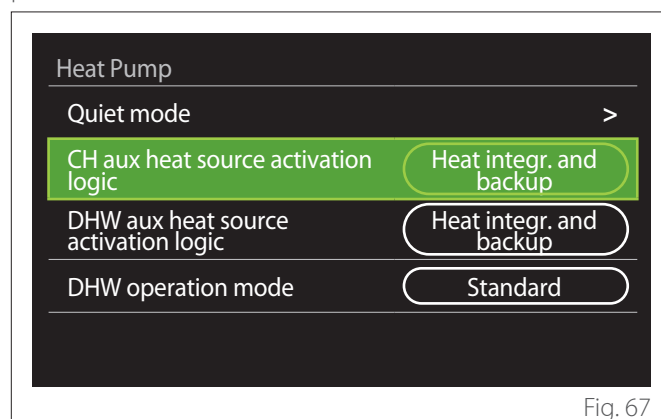 Heat Pump
Quiet mode >
CH aux heat source activation
logic
Heat integr. and
backup
DHW aux heat source
activation logic
Heat integr. and
backup
DHW operation mode
Standard
Fig. 67